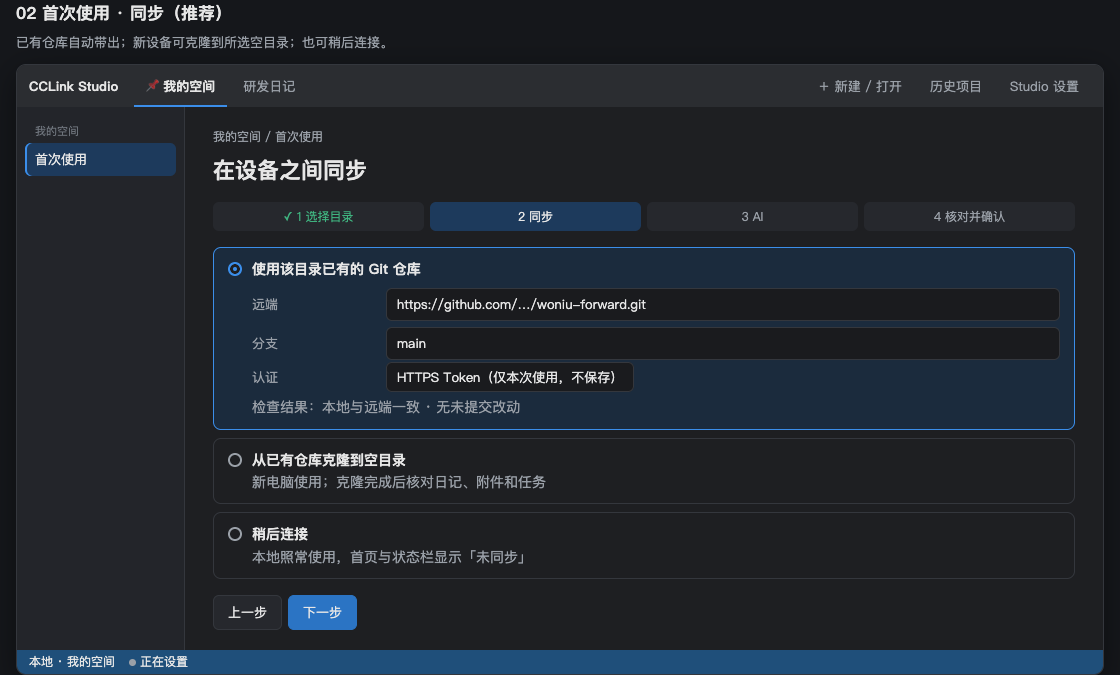 02 首次使用 · 同步（推荐）
已有仓库自动带出；新设备可克隆到所选空目录；也可稍后连接。
CCLink Studio 📌 我的空间 研发日记 + 新建 / 打开 历史项目 Studio 设置
我的空间
首次使用
我的空间 / 首次使用
在设备之间同步
✓ 1 选择目录 2 同步 3 AI 4 核对并确认
使用该目录已有的 Git 仓库
远端 https://github.com/.../woniu-forward.git
分支 main
认证 HTTPS Token（仅本次使用，不保存）
检查结果：本地与远端一致 · 无未提交改动
从已有仓库克隆到空目录
新电脑使用；克隆完成后核对日记、附件和任务
稍后连接
本地照常使用，首页与状态栏显示「未同步」
上一步 下一步
本地 · 我的空间 ● 正在设置